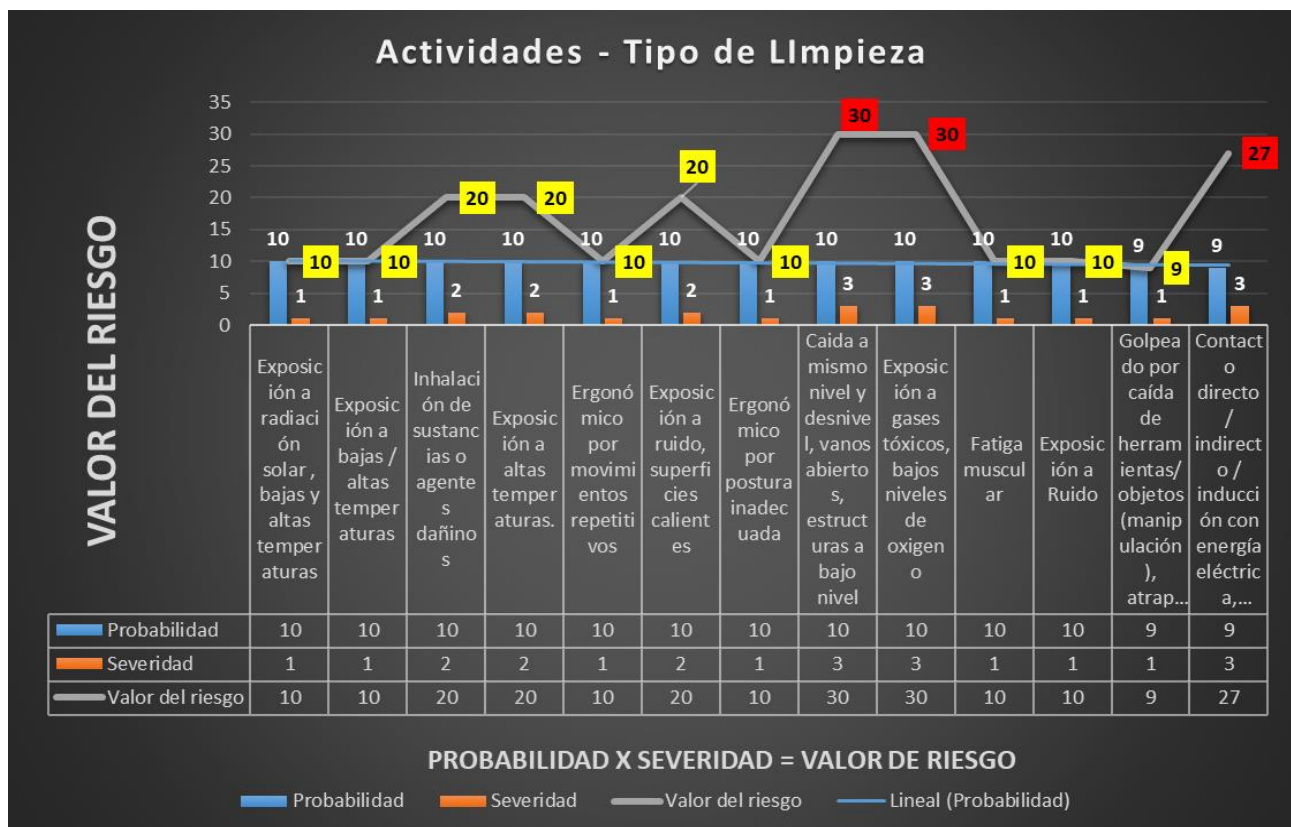 Actividades - Tipo de LImpieza
VALOR DEL RIESGO
35
30
25
20
15
10
5
0
10 10 10 10 10 10 10 10 10 10 10 9 9
1 1 2 2 1 2 1 3 3 1 1 1 3
10 10 20 20 10 20 10 30 30 10 10 9 27
Exposic
ión a
radiaci
ón
solar ,
bajas y
altas
temper
aturas
Exposic
ión a
bajas /
altas
temper
aturas
Inhalaci
ón de
sustanc
ias o
agente
s
dañino
s
Exposic
ión a
altas
temper
aturas.
Ergonó
mico
por
movimi
entos
repetiti
vos
Exposic
ión a
ruido,
superfi
cies
calient
es
Ergonó
mico
por
postura
inadec
uada
Caida a
mismo
nivel y
desnive
l, vanos
abierto
s,
estruct
uras a
bajo
nivel
Exposic
ión a
gases
tóxicos,
bajos
niveles
de
oxigen
o
Fatiga
muscul
ar
Exposic
ión a
Ruido
Golpea
do por
caída
de
herram
ientas/
objetos
(manip
ulación
),
atrap...
Contact
o
directo
/
indirect
o /
inducci
ón con
energía
eléctric
a,...
Probabilidad 10 10 10 10 10 10 10 10 10 10 10 9 9
Severidad 1 1 2 2 1 2 1 3 3 1 1 1 3
Valor del riesgo 10 10 20 20 10 20 10 30 30 10 10 9 27
PROBABILIDAD X SEVERIDAD = VALOR DE RIESGO
Probabilidad Severidad Valor del riesgo Lineal (Probabilidad)